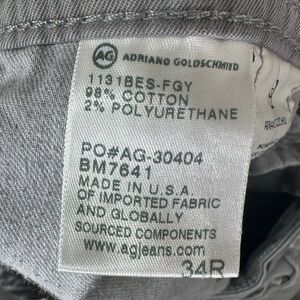 AG ADRIANO GOLDSCHMIED
1131BES-FGY
98% COTTON
2% POLYURETHANE
PO#AG-30404
BM7641
MADE IN U.S.A.
OF IMPORTED FABRIC
AND GLOBALLY
SOURCED COMPONENTS
www.agjeans.com
34R